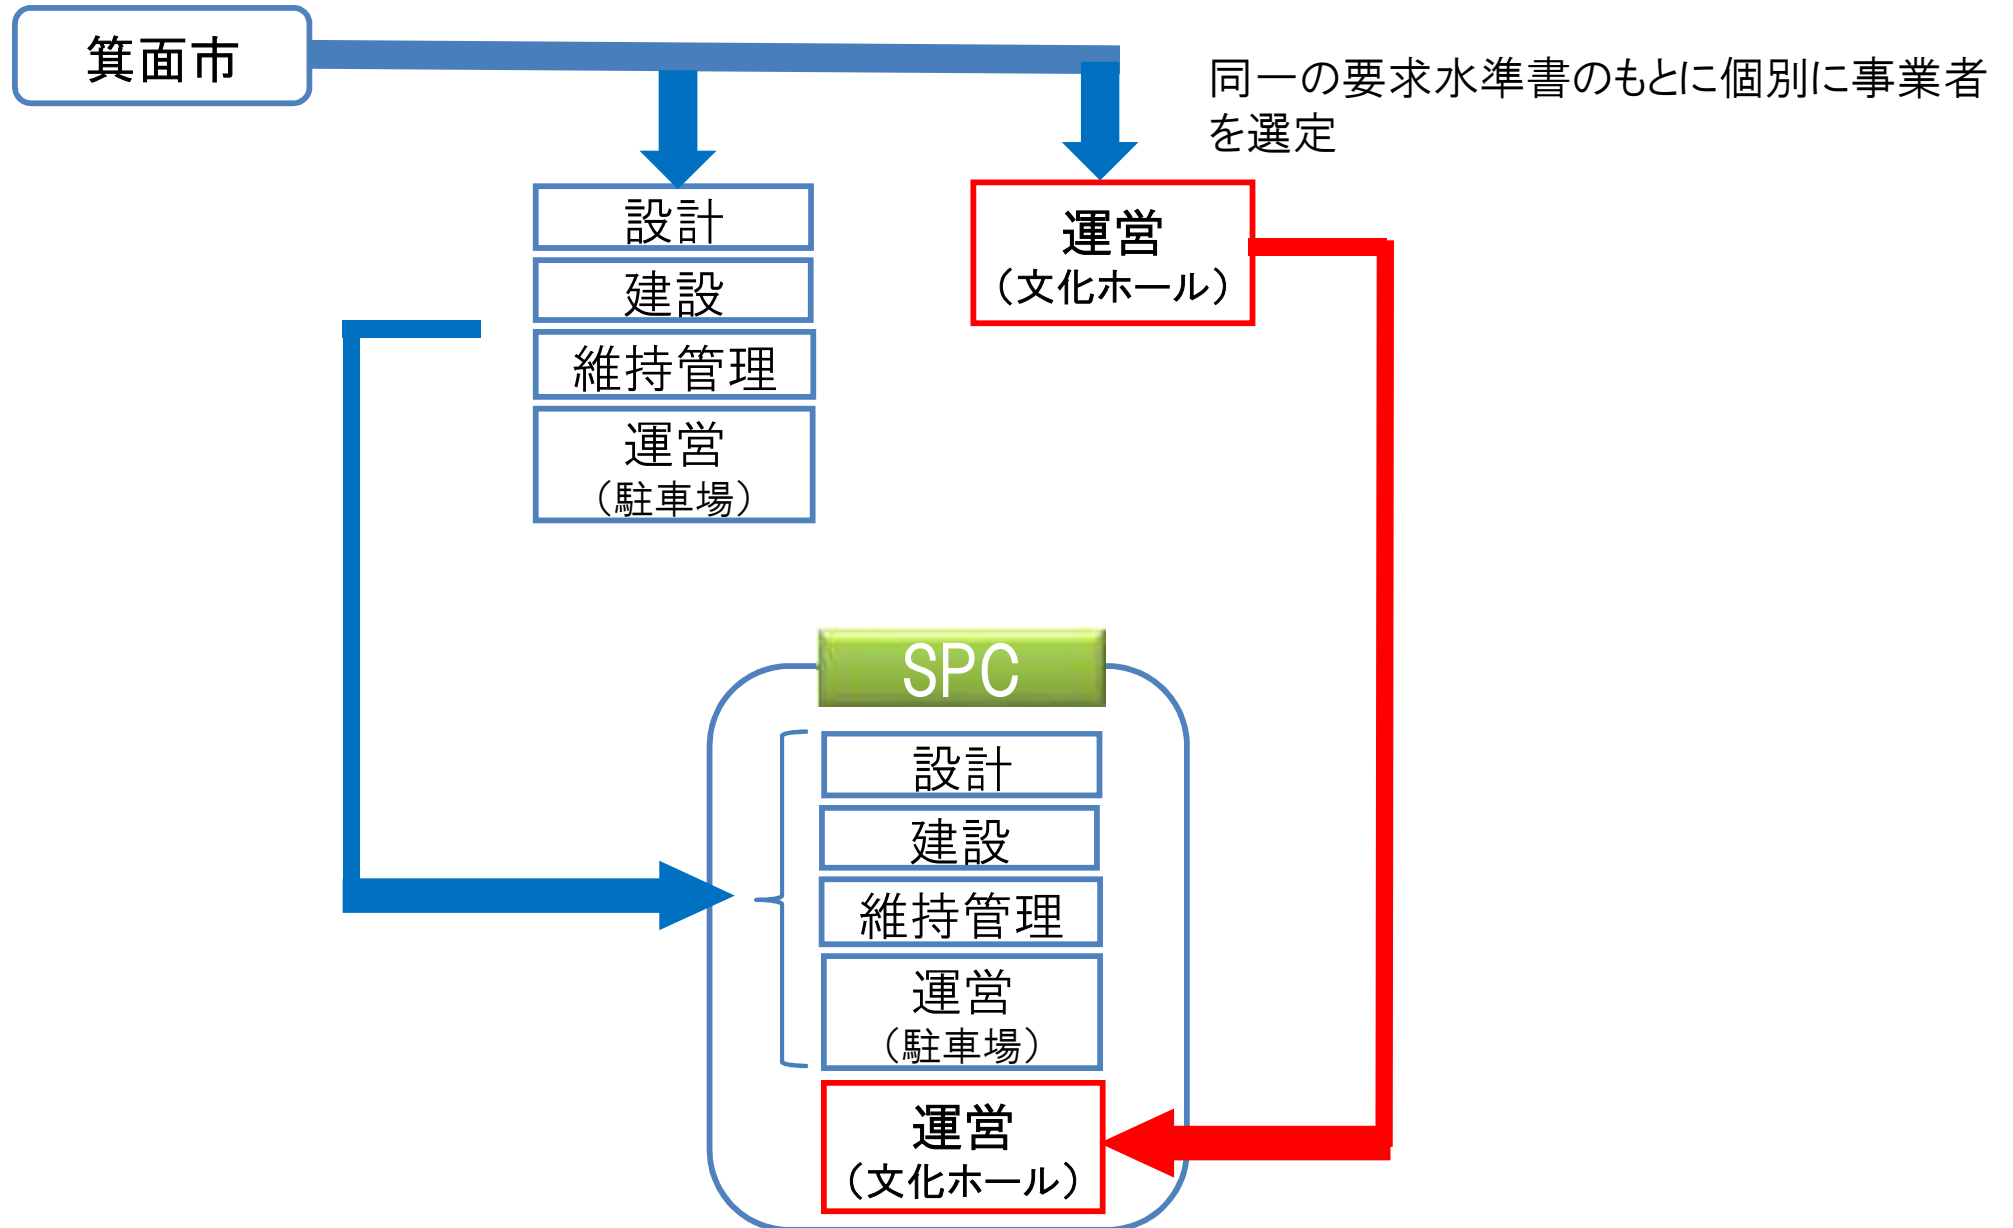 箕面市
同一の要求水準書のもとに個別に事業者
を選定
設計
建設
維持管理
運営
（駐車場）
運営
（文化ホール）
SPC
設計
建設
維持管理
運営
（駐車場）
運営
（文化ホール）